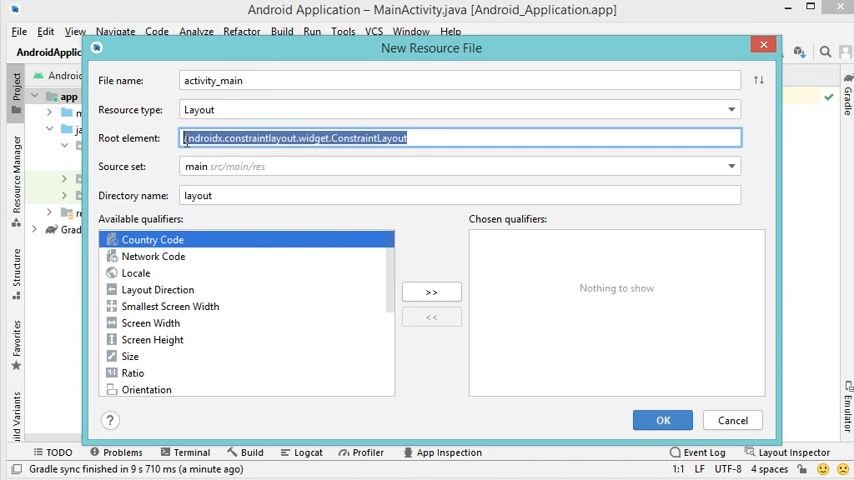 Android Application – MainActivity.java [Android_Application.app]
File Edit View Navigate Code Analyze Refactor Build Run Tools VCS Window Help
New Resource File
File name: activity_main
Resource type: Layout
Root element: androidx.constraintlayout.widget.ConstraintLayout
Source set: main src/main/res
Directory name: layout
Available qualifiers:
Chosen qualifiers:
Country Code
Network Code
Locale
Layout Direction
Smallest Screen Width
Screen Width
Screen Height
Size
Ratio
Orientation
>>
<<
Nothing to show
?
OK
Cancel
AndroidApplic
Android
app
Gradl
Project
Resource Manager
Structure
Favorites
Build Variants
Gradle
Emulator
TODO Problems Terminal Build Logcat Profiler App Inspection Event Log Layout Inspector
Gradle sync finished in 9 s 710 ms (a minute ago) 1:1 LF UTF-8 4 spaces